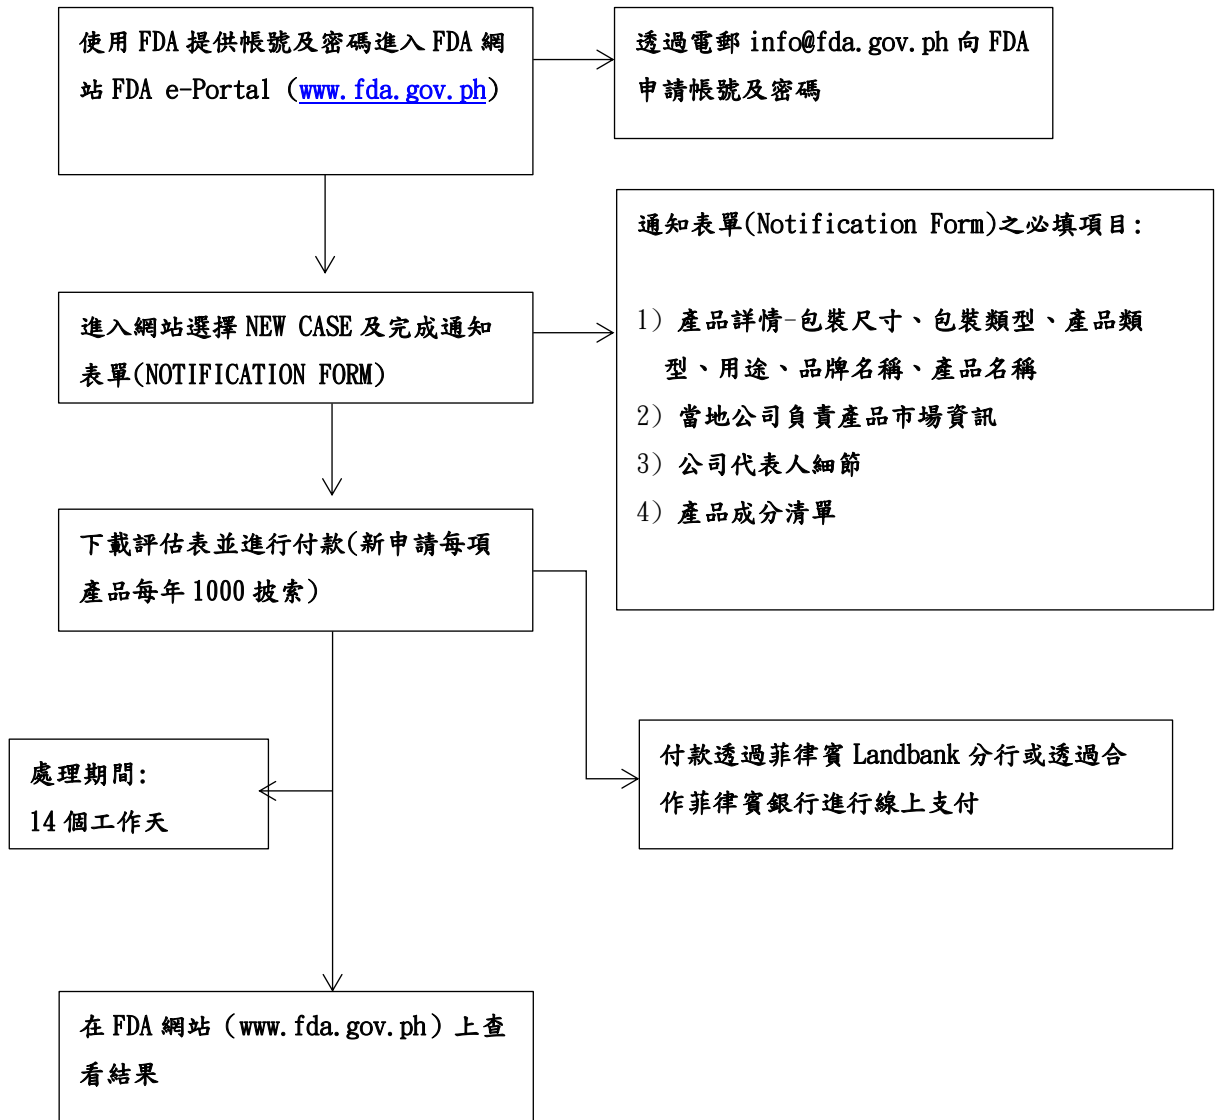 使用 FDA 提供帳號及密碼進入 FDA 網
站 FDA e-Portal (www.fda.gov.ph)
透過電郵 info@fda.gov.ph 向 FDA
申請帳號及密碼
進入網站選擇 NEW CASE 及完成通知
表單(NOTIFICATION FORM)
通知表單(Notification Form)之必填項目:
1) 產品詳情-包裝尺寸、包裝類型、產品類
型、用途、品牌名稱、產品名稱
2) 當地公司負責產品市場資訊
3) 公司代表人細節
4) 產品成分清單
下載評估表並進行付款(新申請每項
產品每年 1000 披索)
付款透過菲律賓 Landbank 分行或透過合
作菲律賓銀行進行線上支付
處理期間:
14 個工作天
在 FDA 網站（www.fda.gov.ph）上查
看結果